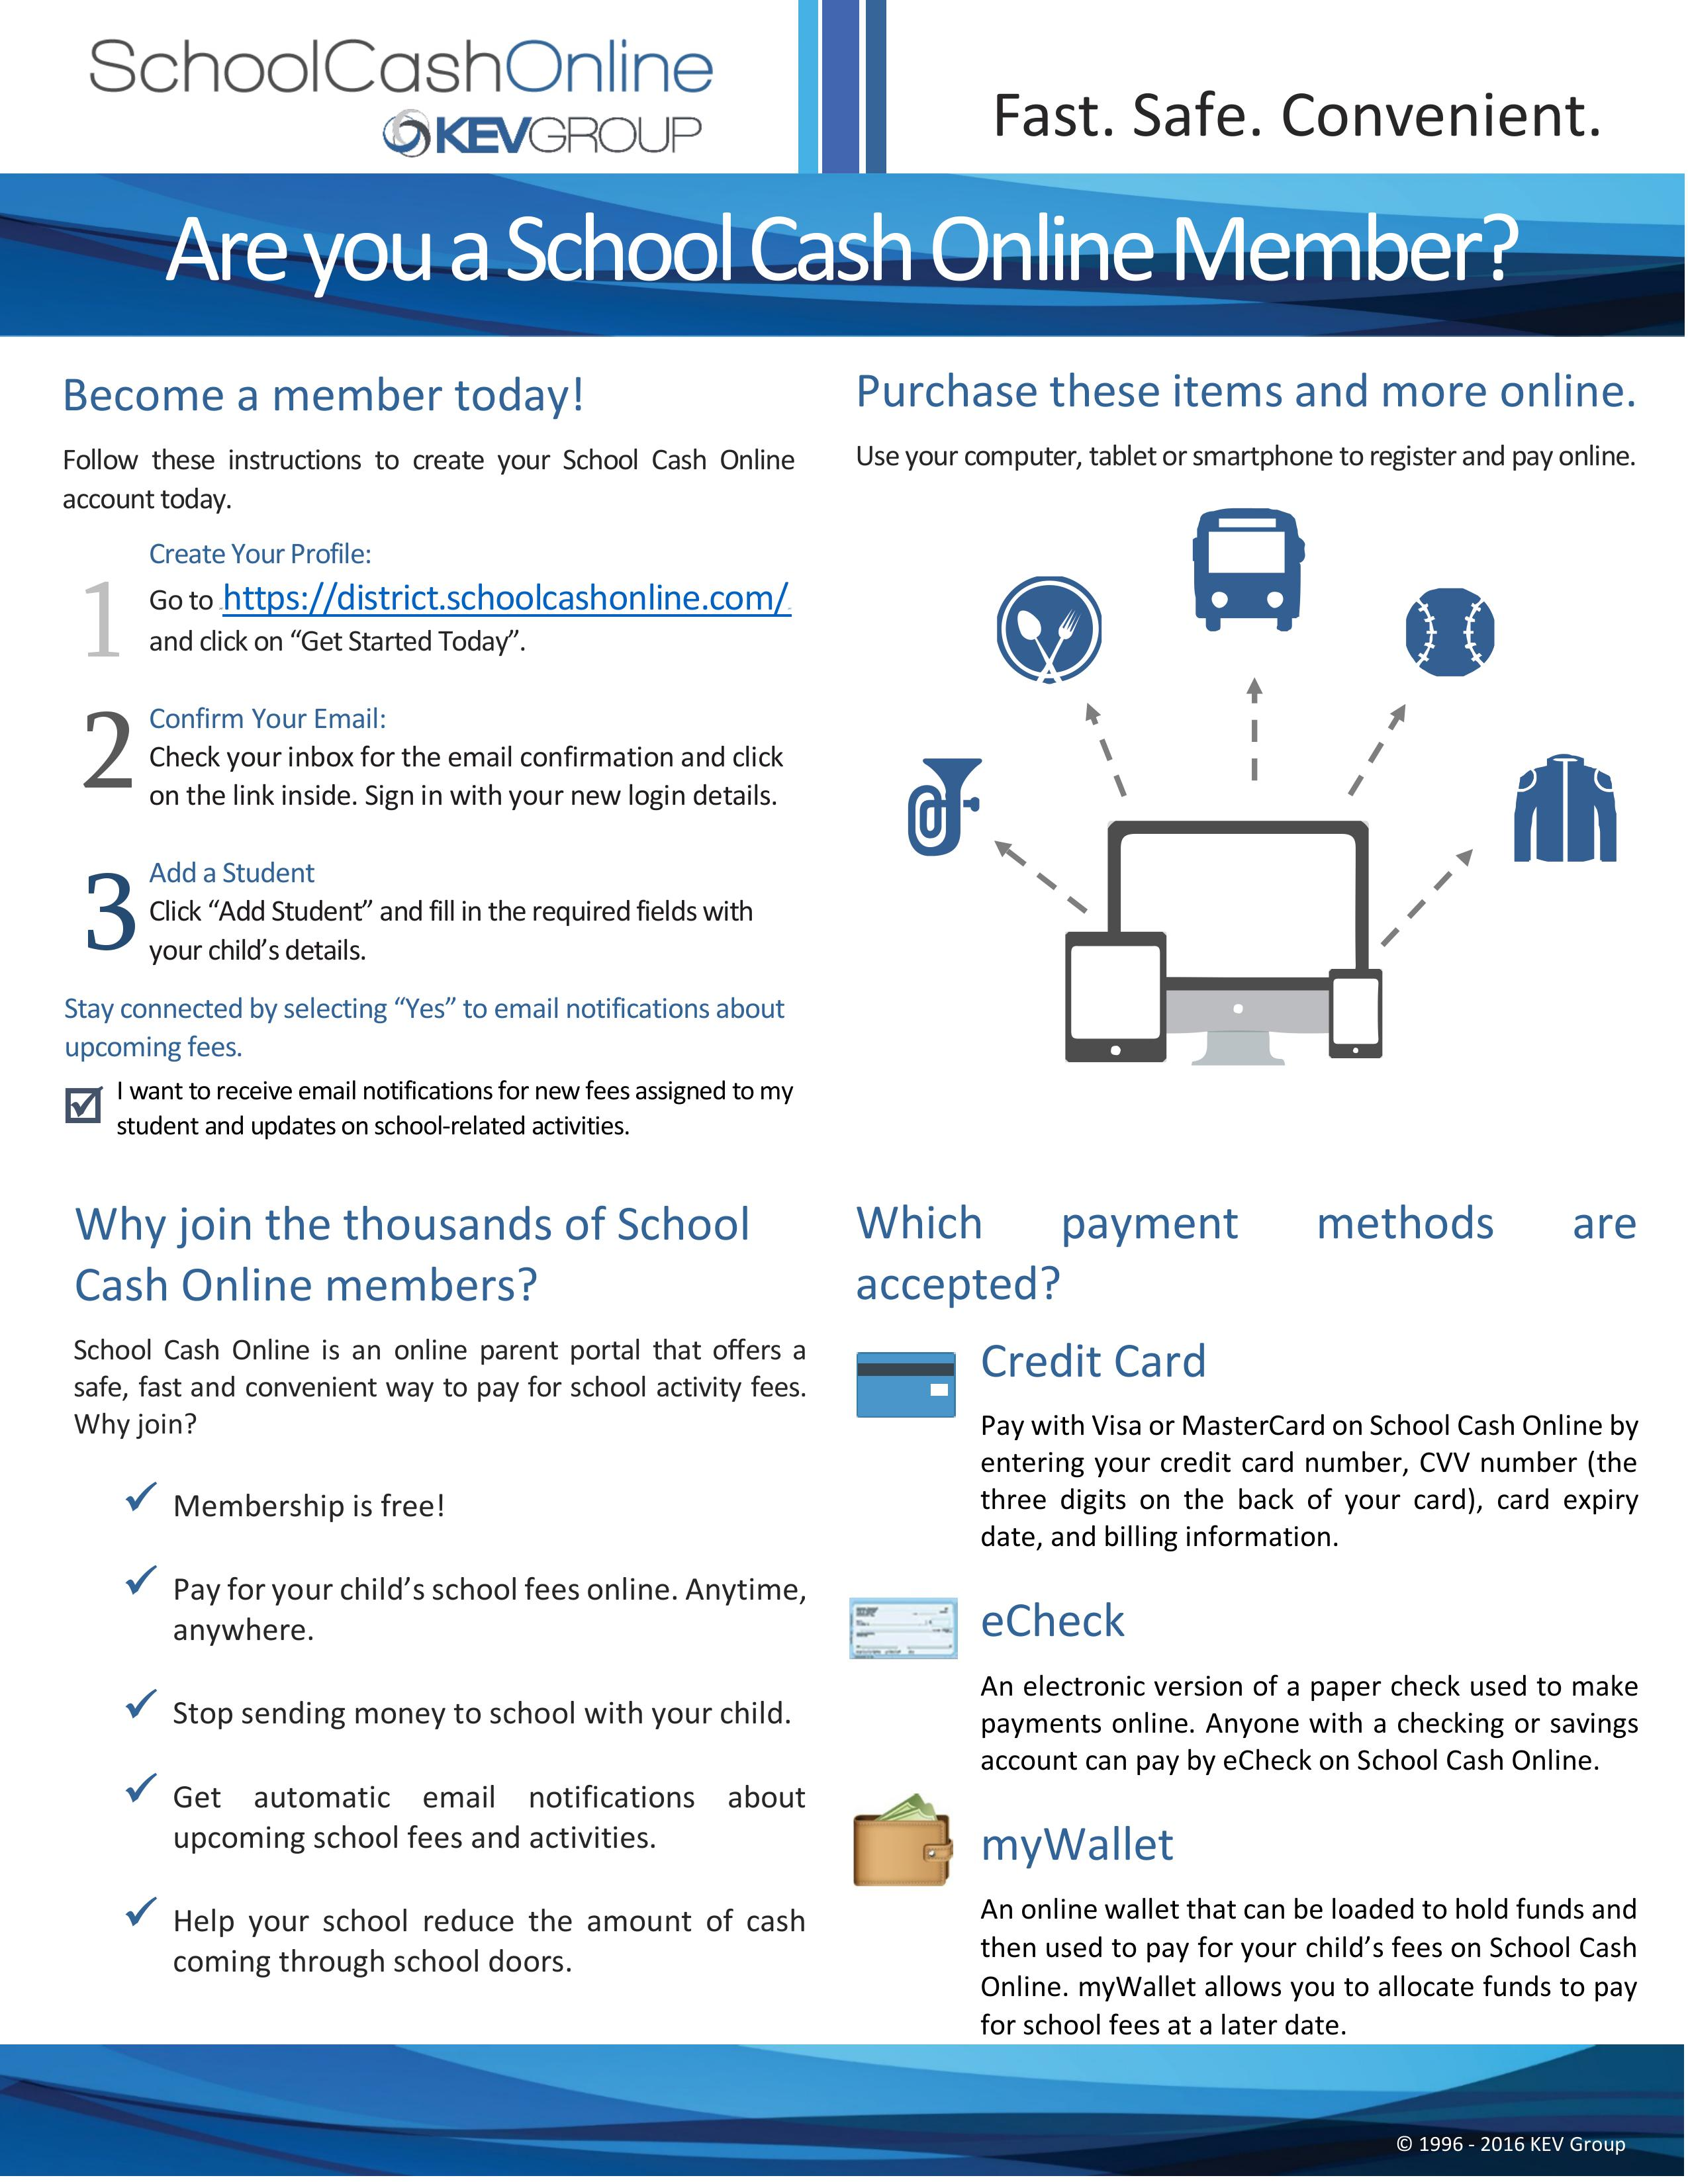 SchoolCashOnline
KEVGROUP
Fast. Safe. Convenient.
Are you a School Cash Online Member?
Become a member today!
Follow these instructions to create your School Cash Online
account today.
Create Your Profile:
1
Go to https://district.schoolcashonline.com/
and click on “Get Started Today”.
2
Confirm Your Email:
Check your inbox for the email confirmation and click
on the link inside. Sign in with your new login details.
3
Add a Student
Click “Add Student” and fill in the required fields with
your child’s details.
Stay connected by selecting “Yes” to email notifications about
upcoming fees.
I want to receive email notifications for new fees assigned to my
student and updates on school-related activities.
Purchase these items and more online.
Use your computer, tablet or smartphone to register and pay online.
Why join the thousands of School
Cash Online members?
School Cash Online is an online parent portal that offers a
safe, fast and convenient way to pay for school activity fees.
Why join?
Membership is free!
Pay for your child’s school fees online. Anytime,
anywhere.
Stop sending money to school with your child.
Get automatic email notifications about
upcoming school fees and activities.
Help your school reduce the amount of cash
coming through school doors.
Which payment methods are
accepted?
Credit Card
Pay with Visa or MasterCard on School Cash Online by
entering your credit card number, CVV number (the
three digits on the back of your card), card expiry
date, and billing information.
eCheck
An electronic version of a paper check used to make
payments online. Anyone with a checking or savings
account can pay by eCheck on School Cash Online.
myWallet
An online wallet that can be loaded to hold funds and
then used to pay for your child’s fees on School Cash
Online. myWallet allows you to allocate funds to pay
for school fees at a later date.
© 1996 - 2016 KEV Group